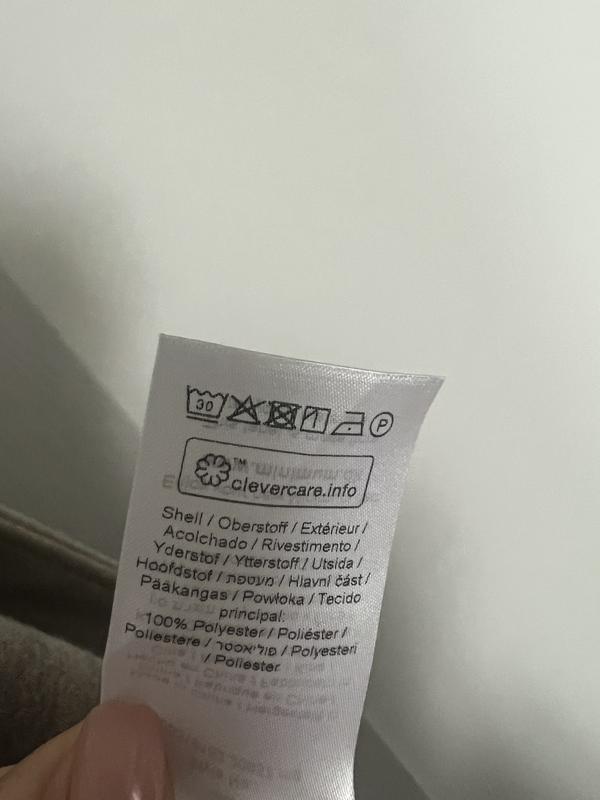 30
P
clevercare.info™
Shell / Oberstoff / Extérieur /
Acolchado / Rivestimento /
Yderstof / Ytterstoff / Utsida /
Hoofdstof / מעטפת / Hlavní část /
Pääkangas / Powłoka / Tecido
principal:
100% Polyester / Poliéster /
Poliestere / פוליאסטר / Polyesteri
/ Poliester